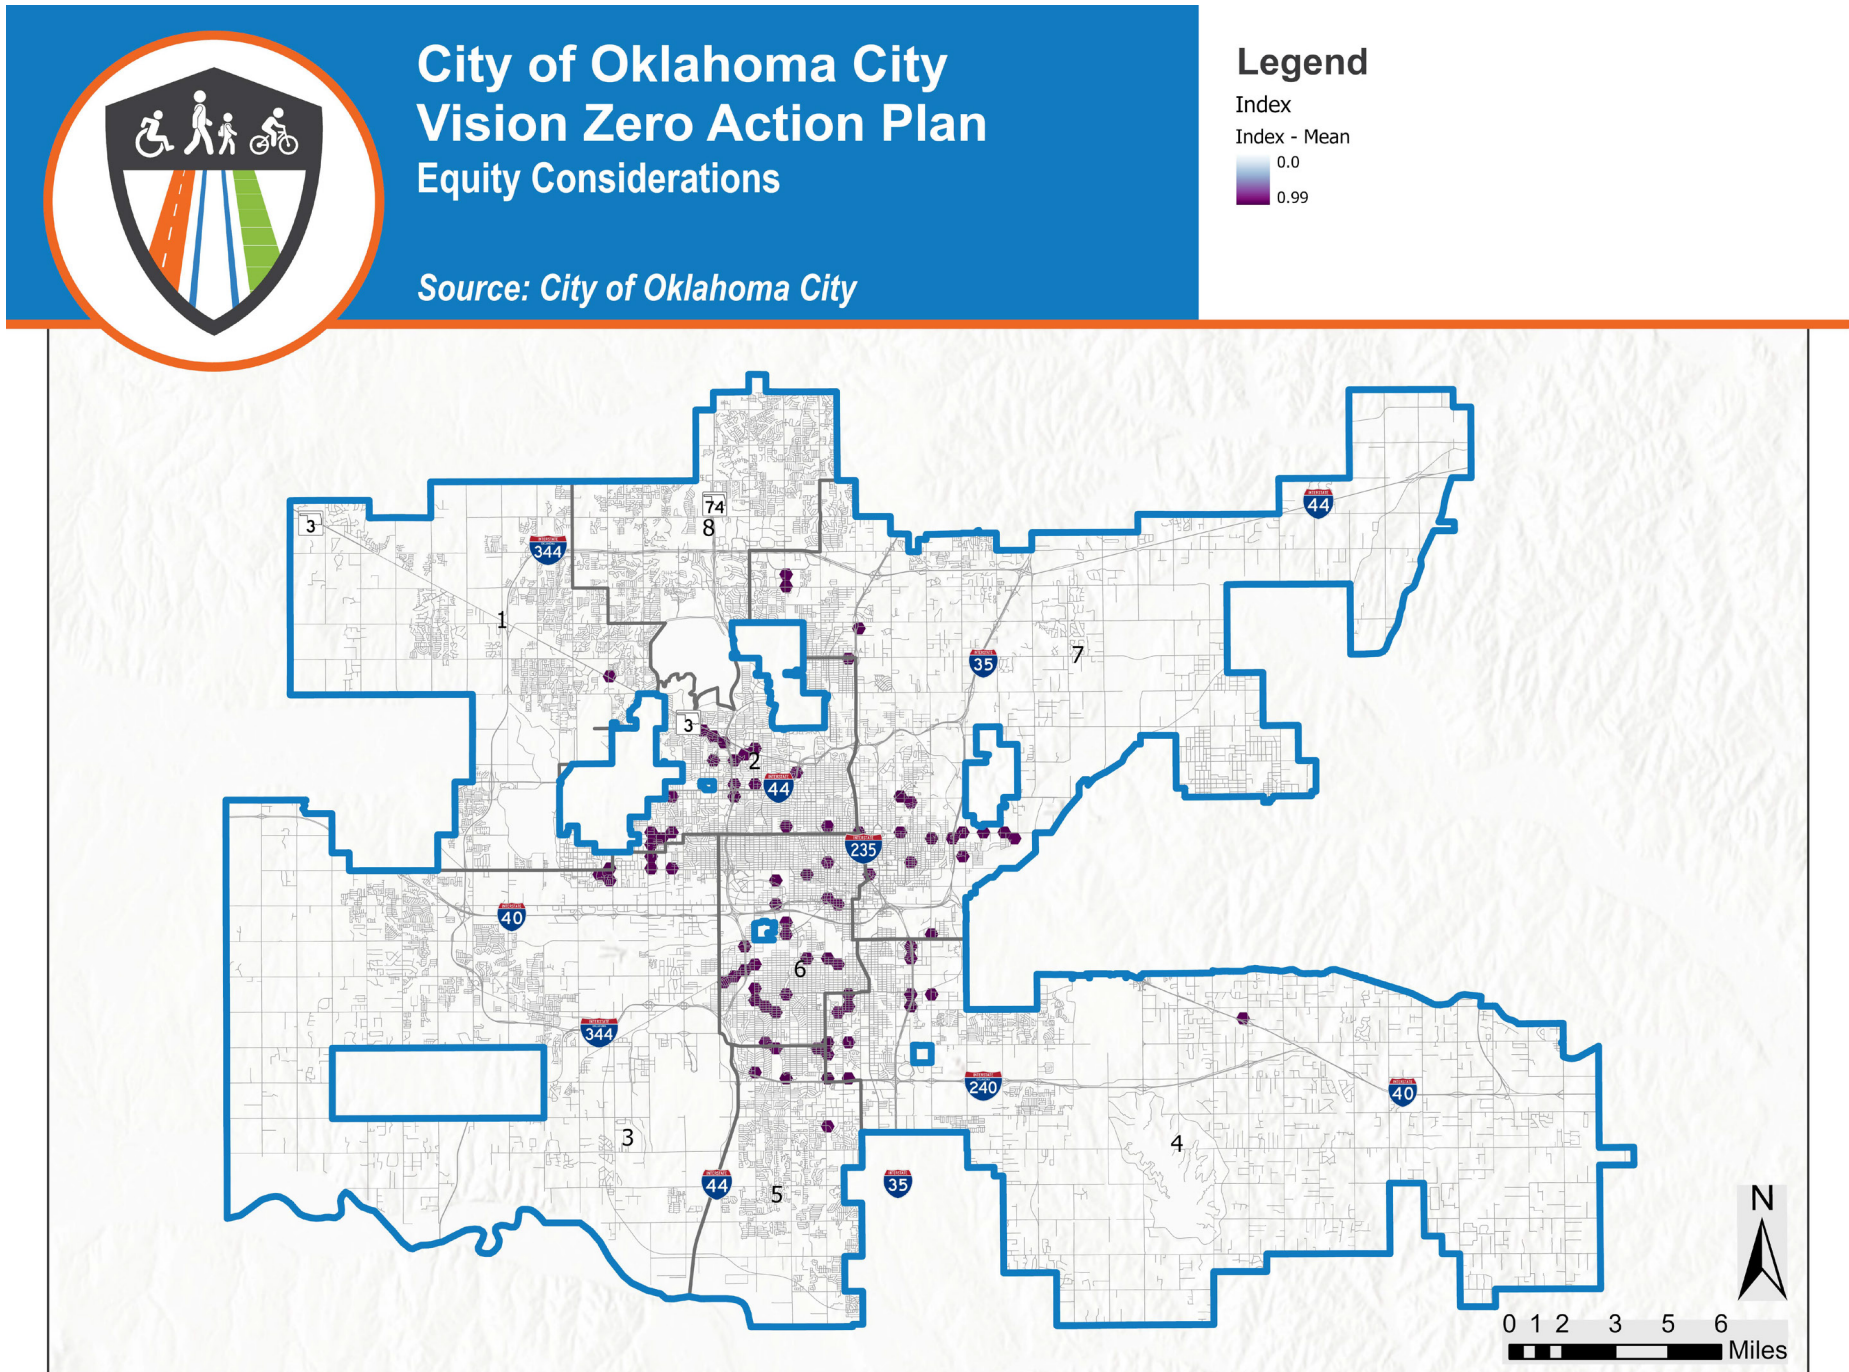 City of Oklahoma City
Vision Zero Action Plan
Equity Considerations
Source: City of Oklahoma City
Legend
Index
Index - Mean
0.0
0.99
74
8
3
344
44
1
35
7
3
2
44
235
40
6
344
240
40
3
4
44
5
35
N
0 1 2 3 5 6
Miles